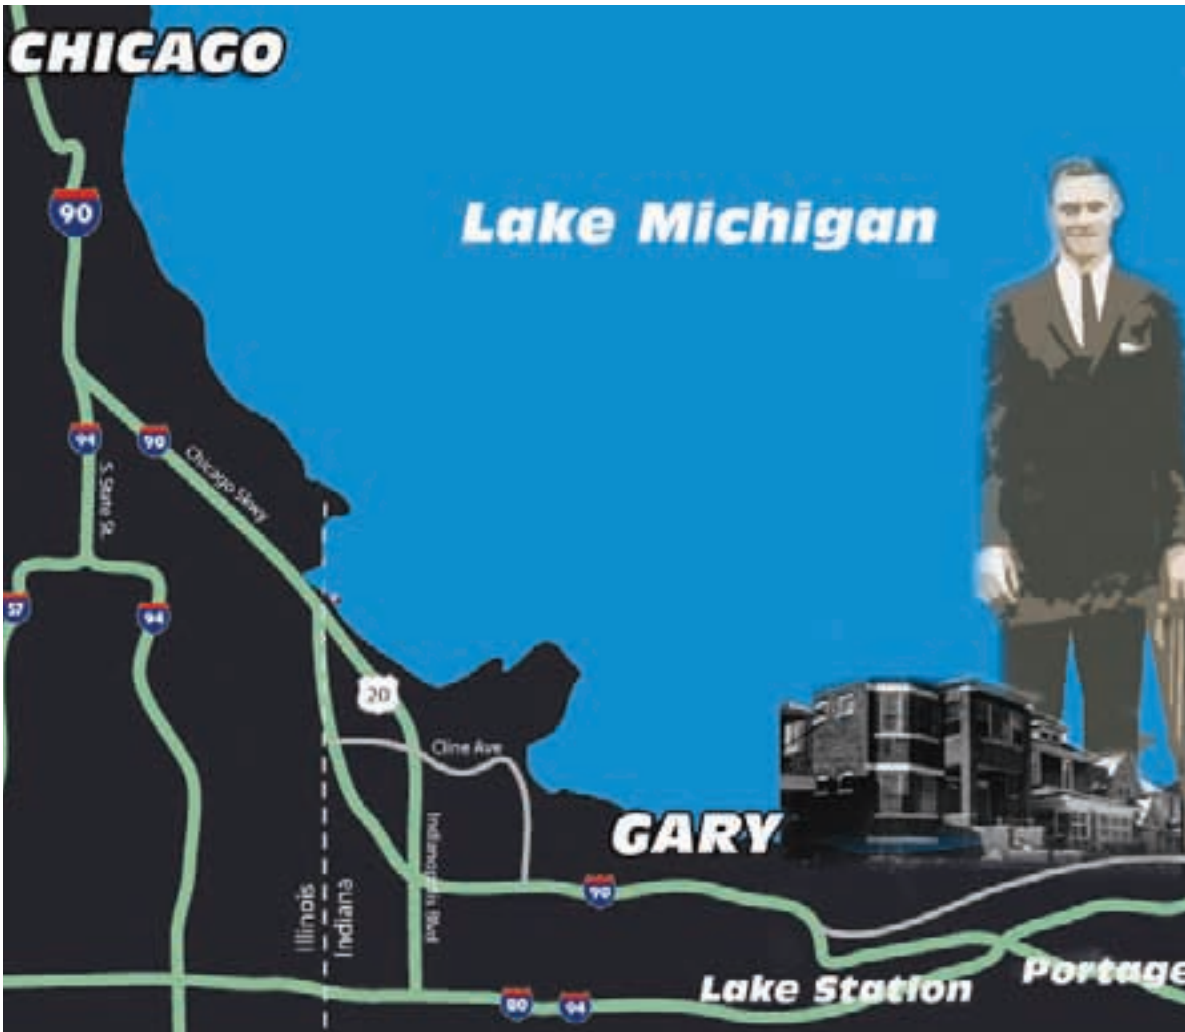 CHICAGO
90
Lake Michigan
94
90
Chicago Skwy
S. State St.
57
94
20
Cline Ave
GARY
Indianapolis Blvd
90
Illinois
Indiana
Lake Station
Portage
80
94